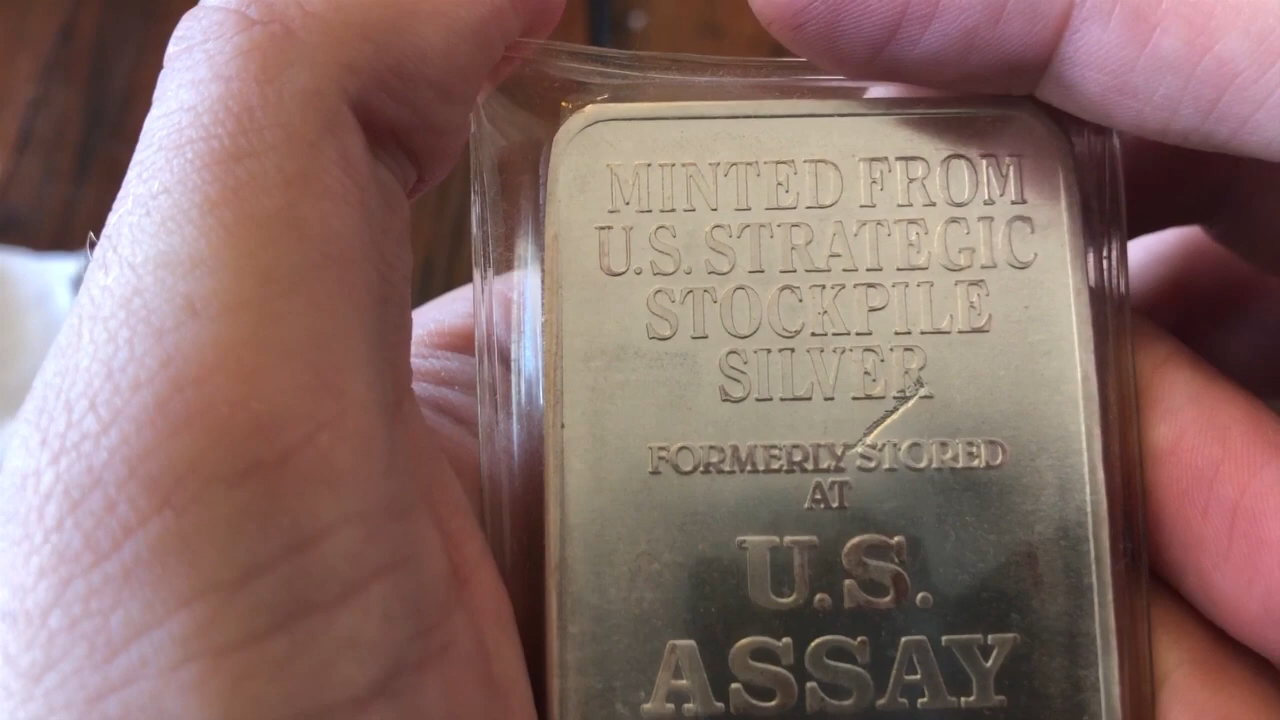 MINTED FROM
U.S. STRATEGIC
STOCKPILE
SILVER
FORMERLY STORED
AT
U.S.
ASSAY